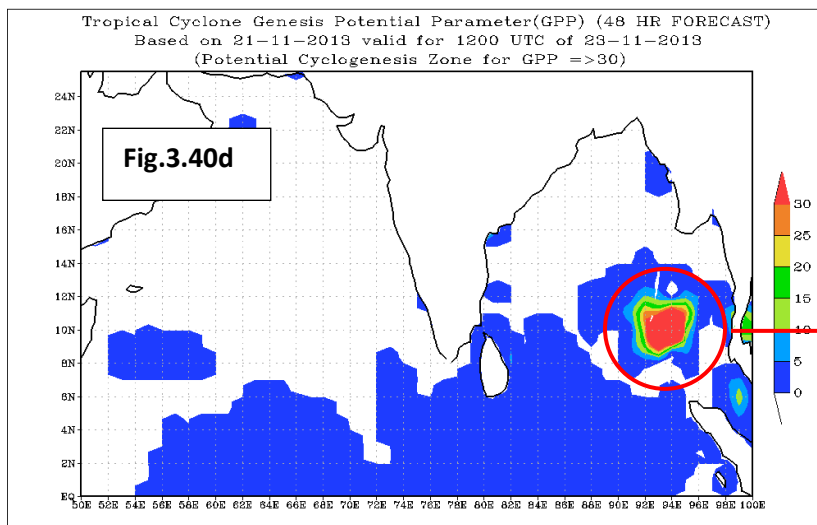 Tropical Cyclone Genesis Potential Parameter(GPP) (48 HR FORECAST)
Based on 21-11-2013 valid for 1200 UTC of 23-11-2013
(Potential Cyclogenesis Zone for GPP =>30)
Fig.3.40d
24N
22N
20N
18N
16N
14N
12N
10N
8N
6N
4N
2N
EQ
50E 52E 54E 56E 58E 60E 62E 64E 66E 68E 70E 72E 74E 76E 78E 80E 82E 84E 86E 88E 90E 92E 94E 96E 98E 100E
30
25
20
15
10
5
0